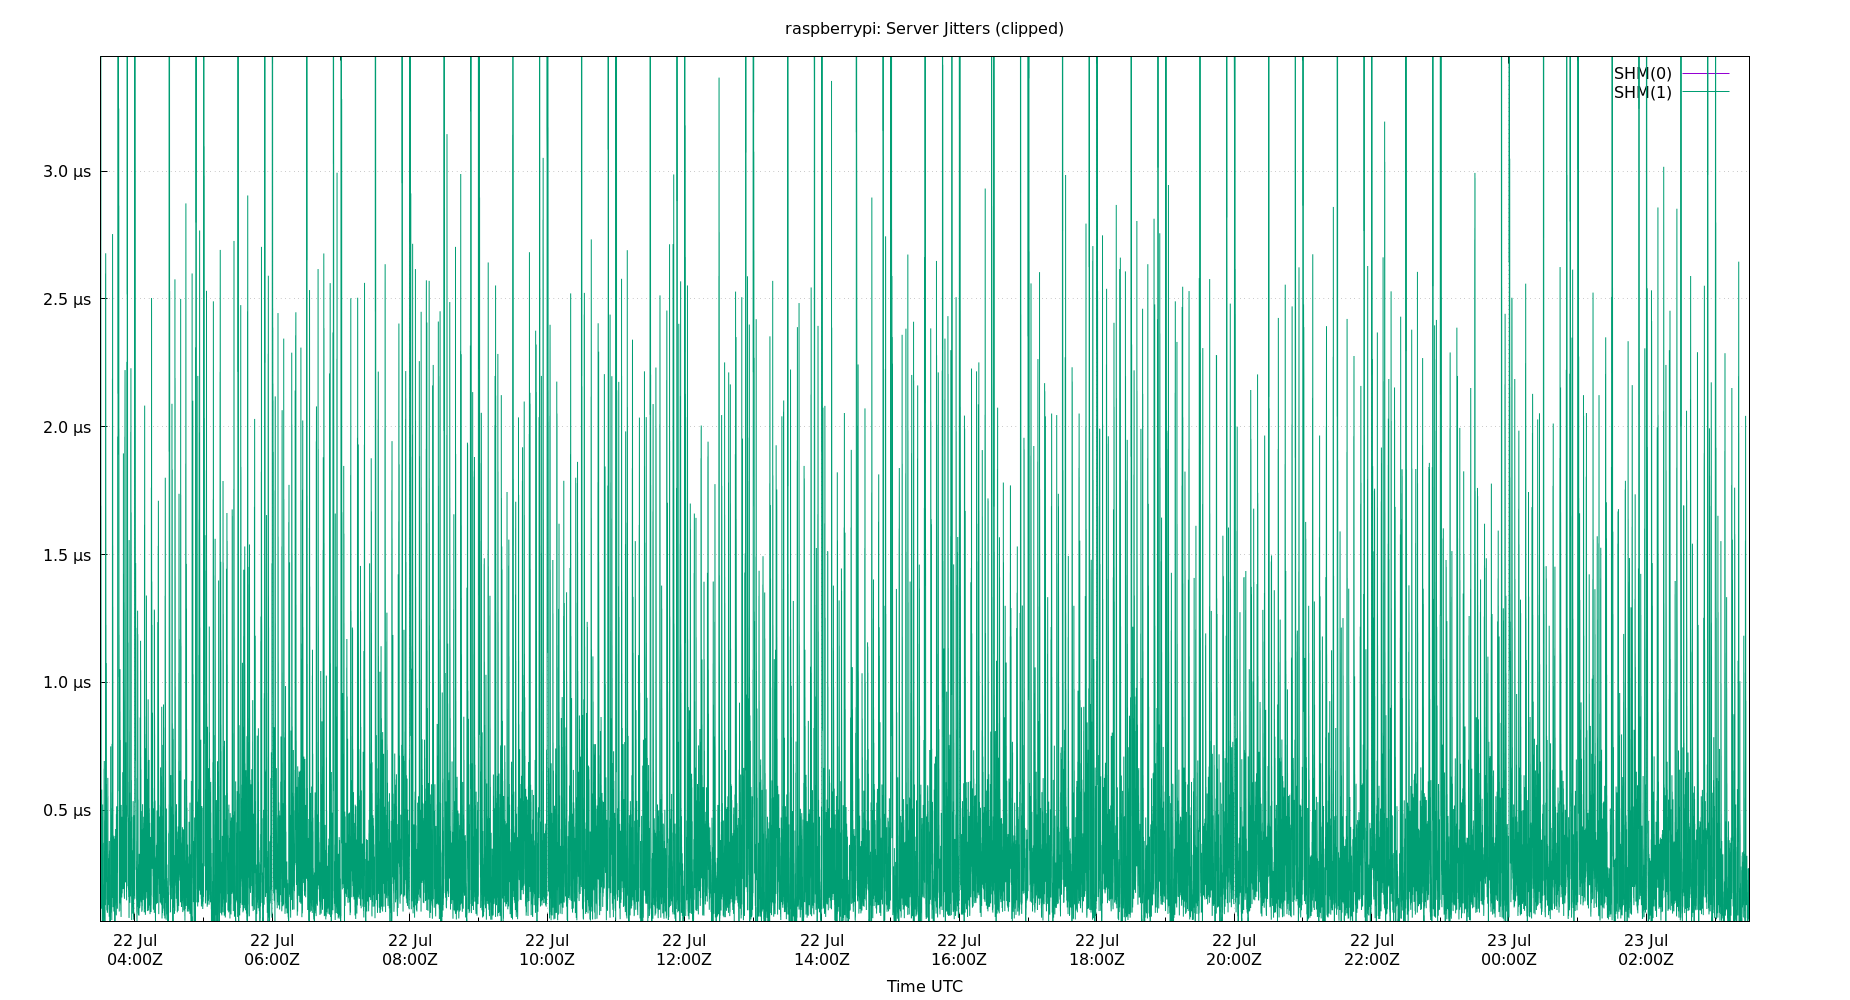 raspberrypi: Server Jitters (clipped)
SHM(0)
SHM(1)
3.0 µs
2.5 µs
2.0 µs
1.5 µs
1.0 µs
0.5 µs
22 Jul 22 Jul 22 Jul 22 Jul 22 Jul 22 Jul 22 Jul 22 Jul 22 Jul 22 Jul 23 Jul 23 Jul
04:00Z 06:00Z 08:00Z 10:00Z 12:00Z 14:00Z 16:00Z 18:00Z 20:00Z 22:00Z 00:00Z 02:00Z
Time UTC